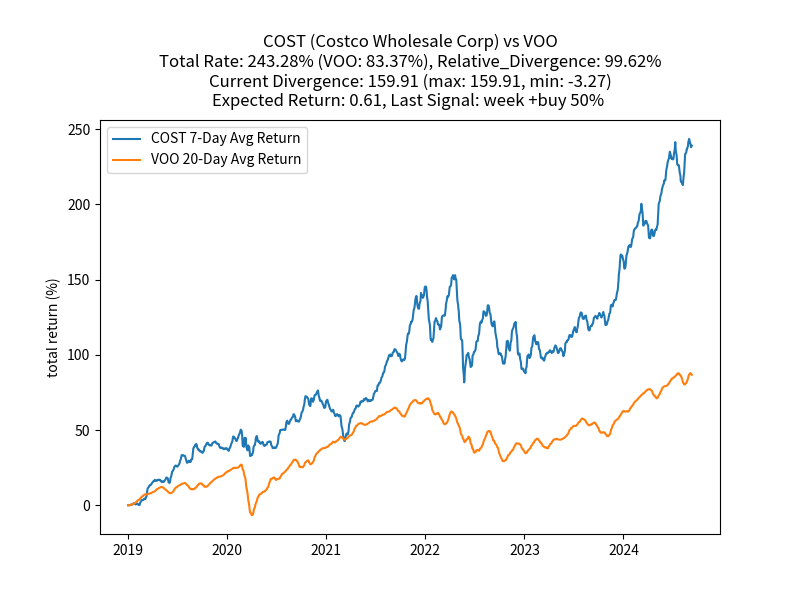 COST (Costco Wholesale Corp) vs VOO
Total Rate: 243.28% (VOO: 83.37%), Relative_Divergence: 99.62%
Current Divergence: 159.91 (max: 159.91, min: -3.27)
Expected Return: 0.61, Last Signal: week +buy 50%
COST 7-Day Avg Return
VOO 20-Day Avg Return
total return (%)
250
200
150
100
50
0
2019 2020 2021 2022 2023 2024